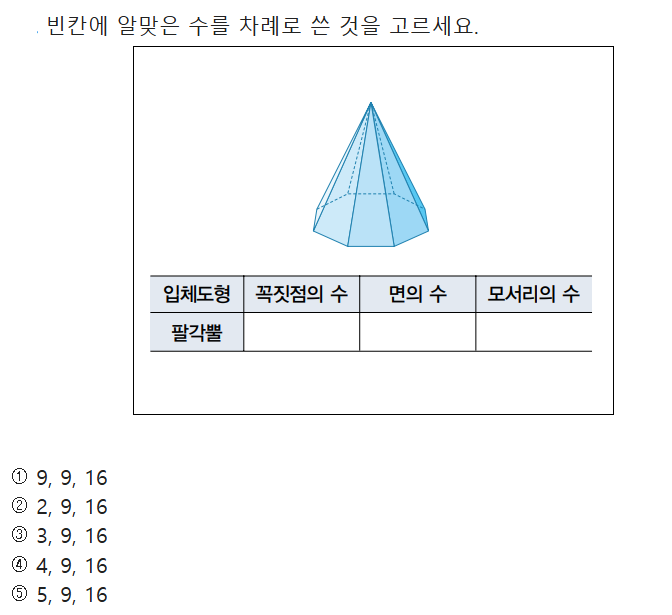 . 빈칸에 알맞은 수를 차례로 쓴 것을 고르세요.
입체도형 꼭짓점의 수 면의 수 모서리의 수
팔각뿔
① 9, 9, 16
② 2, 9, 16
③ 3, 9, 16
④ 4, 9, 16
⑤ 5, 9, 16